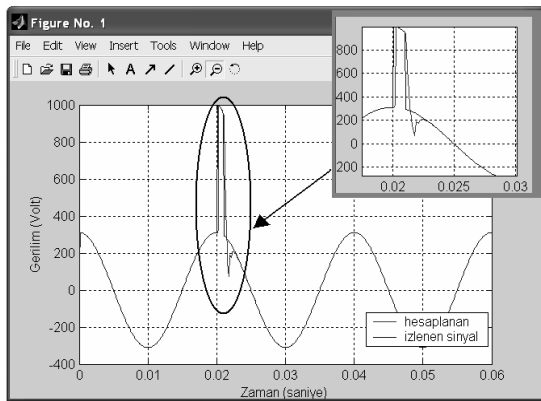 Figure No. 1
File Edit View Insert Tools Window Help
A
1000
800
600
400
200
0
-200
-400
0 0.01 0.02 0.03 0.04 0.05 0.06
Gerilim (Volt)
Zaman (saniye)
hesaplanan
izlenen sinyal
800
600
400
200
0
200
0.02 0.025 0.03